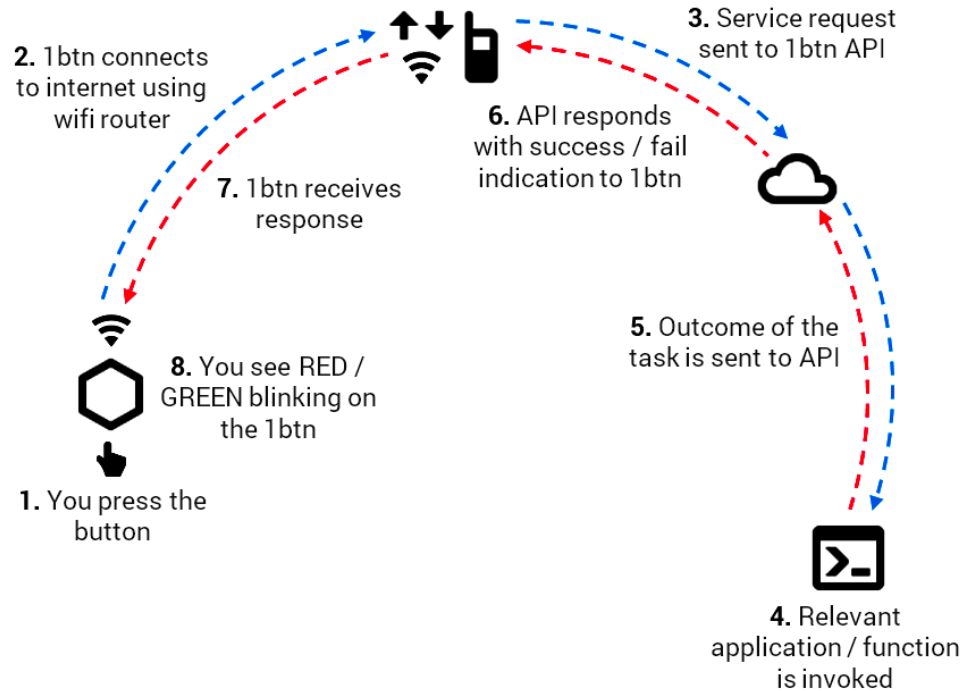 1. You press the
button
2. 1btn connects
to internet using
wifi router
3. Service request
sent to 1btn API
4. Relevant
application / function
is invoked
5. Outcome of the
task is sent to API
6. API responds
with success / fail
indication to 1btn
7. 1btn receives
response
8. You see RED /
GREEN blinking on
the 1btn